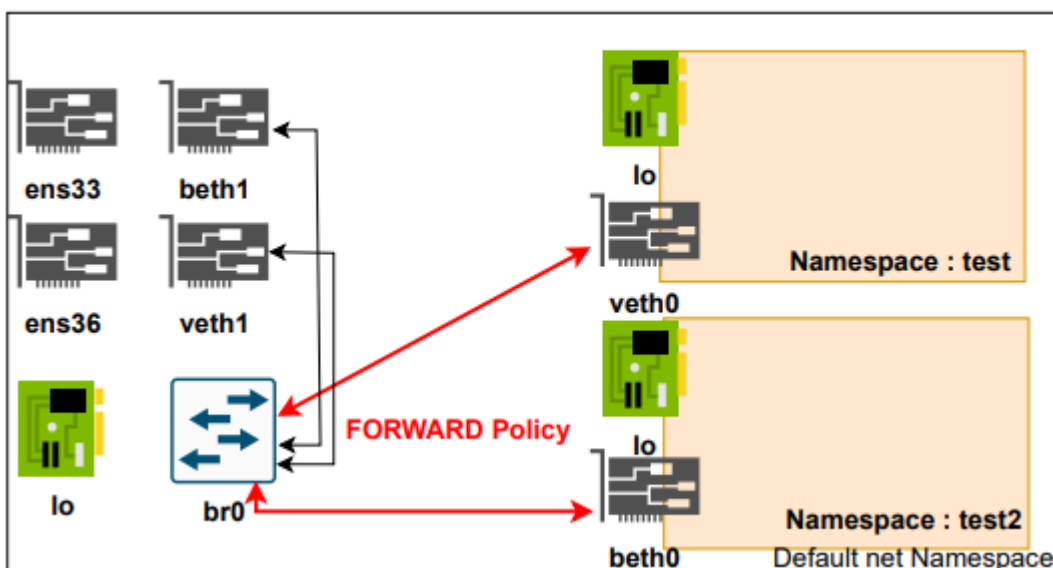 lo
ens33
beth1
Namespace : test
ens36
veth1
veth0
FORWARD Policy
lo
lo
br0
Namespace : test2
beth0
Default net Namespace